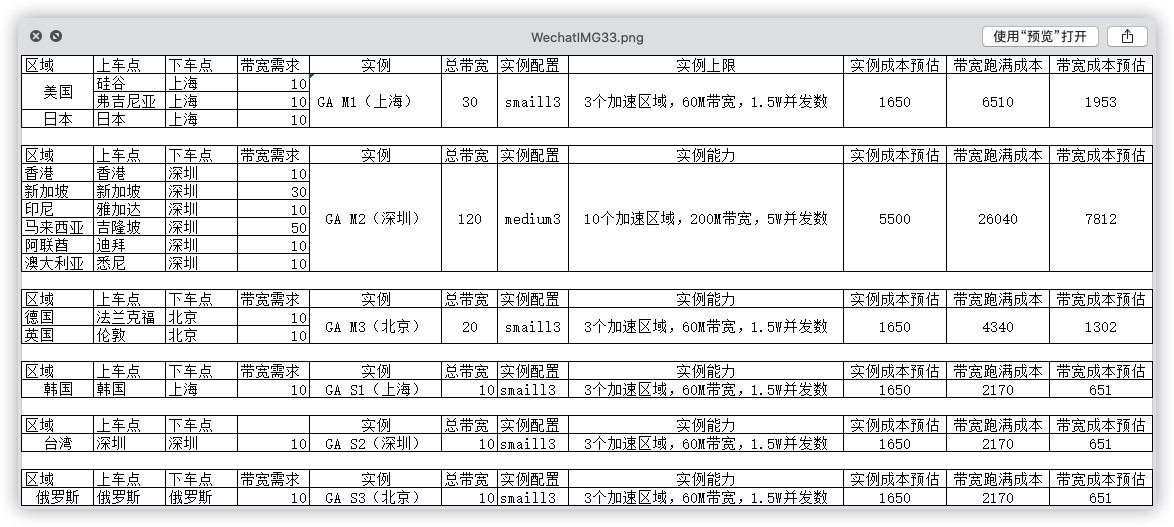 WechatIMG33.png
使用“预览”打开
区域 上车点 下车点 带宽需求 实例 总带宽 实例配置 实例上限 实例成本预估 带宽跑满成本 带宽成本预估
美国 硅谷 上海 10 GA M1（上海） 30 smaill3 3个加速区域，60M带宽，1.5W并发数 1650 6510 1953
弗吉尼亚 上海 10
日本 日本 上海 10
区域 上车点 下车点 带宽需求 实例 总带宽 实例配置 实例能力 实例成本预估 带宽跑满成本 带宽成本预估
香港 香港 深圳 10 GA M2（深圳） 120 medium3 10个加速区域，200M带宽，5W并发数 5500 26040 7812
新加坡 新加坡 深圳 30
印尼 雅加达 深圳 10
马来西亚 吉隆坡 深圳 50
阿联酋 迪拜 深圳 10
澳大利亚 悉尼 深圳 10
区域 上车点 下车点 带宽需求 实例 总带宽 实例配置 实例能力 实例成本预估 带宽跑满成本 带宽成本预估
德国 法兰克福 北京 10 GA M3（北京） 20 smaill3 3个加速区域，60M带宽，1.5W并发数 1650 4340 1302
英国 伦敦 北京 10
区域 上车点 下车点 带宽需求 实例 总带宽 实例配置 实例能力 实例成本预估 带宽跑满成本 带宽成本预估
韩国 韩国 上海 10 GA S1（上海） 10 smaill3 3个加速区域，60M带宽，1.5W并发数 1650 2170 651
区域 上车点 下车点 实例 总带宽 实例配置 实例能力 实例成本预估 带宽跑满成本 带宽成本预估
台湾 深圳 深圳 10 GA S2（深圳） 10 smaill3 3个加速区域，60M带宽，1.5W并发数 1650 2170 651
区域 上车点 下车点 带宽需求 实例 总带宽 实例配置 实例能力 实例成本预估 带宽跑满成本 带宽成本预估
俄罗斯 俄罗斯 俄罗斯 10 GA S3（北京） 10 smaill3 3个加速区域，60M带宽，1.5W并发数 1650 2170 651